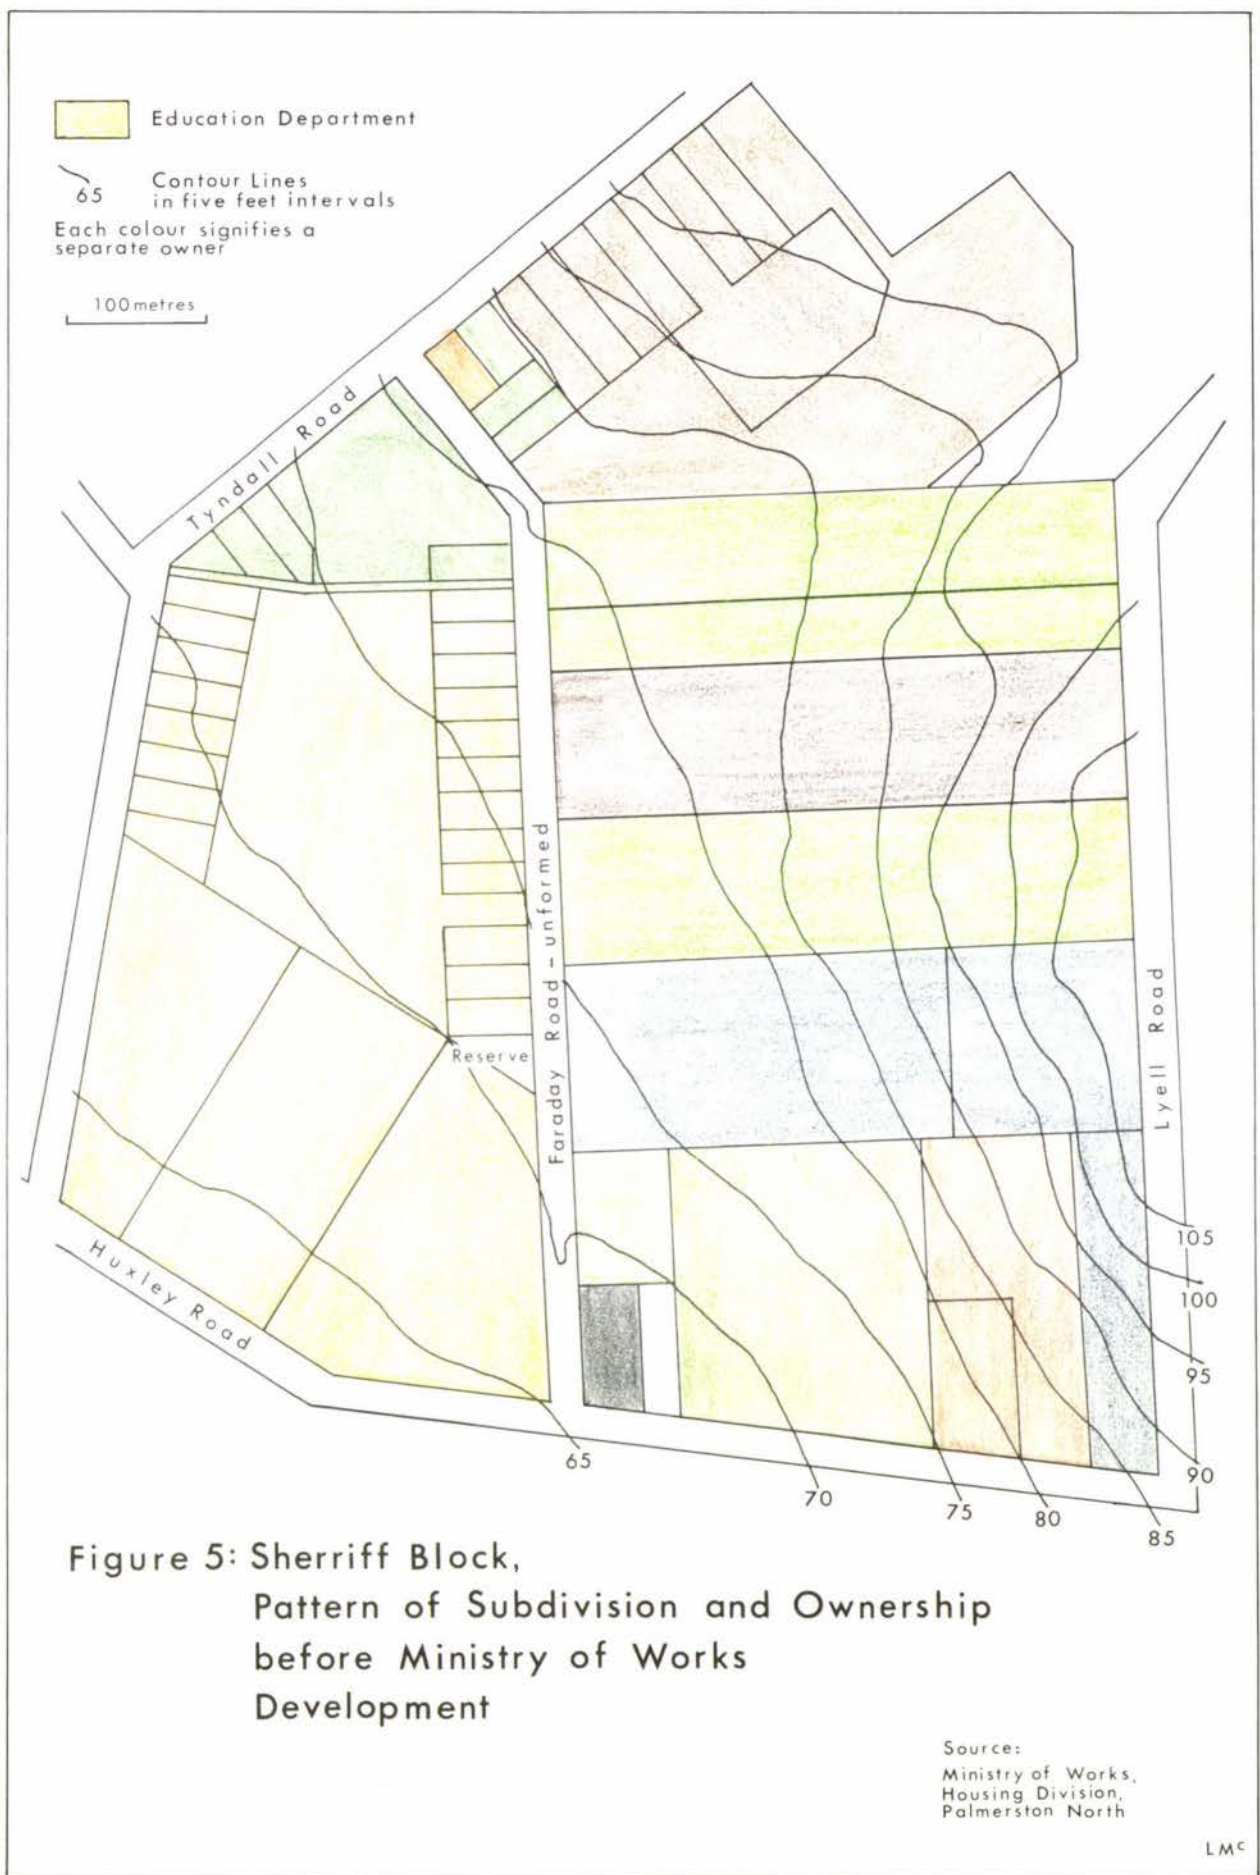 Education Department
65
Contour Lines
in five feet intervals
Each colour signifies a
separate owner
100 metres
Tyndall Road
Faraday Road - unformed
Reserve
Lyell Road
Huxley Road
105
100
95
90
65
70
75
80
85
Figure 5: Sherriff Block,
Pattern of Subdivision and Ownership
before Ministry of Works
Development
Source:
Ministry of Works,
Housing Division,
Palmerston North
LMC